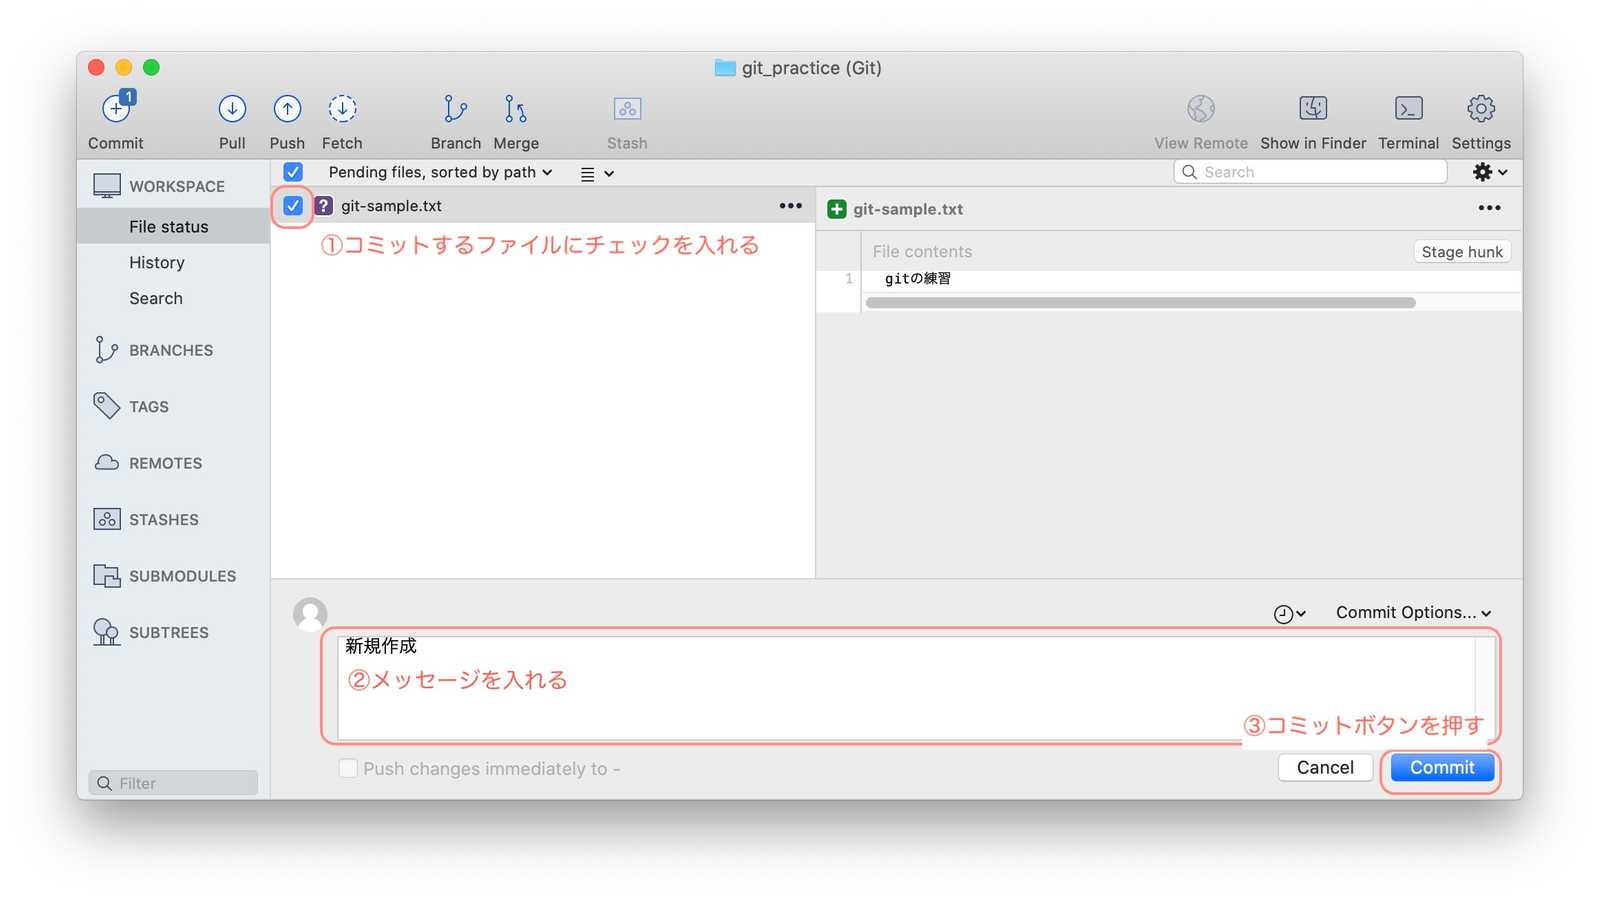 git_practice (Git)
1
Commit
Pull
Push
Fetch
Branch
Merge
Stash
View Remote
Show in Finder
Terminal
Settings
WORKSPACE
File status
History
Search
BRANCHES
TAGS
REMOTES
STASHES
SUBMODULES
SUBTREES
Filter
Pending files, sorted by path
Search
? git-sample.txt
①コミットするファイルにチェックを入れる
git-sample.txt
File contents
Stage hunk
1 gitの練習
Commit Options...
新規作成
②メッセージを入れる
③コミットボタンを押す
Push changes immediately to -
Cancel
Commit